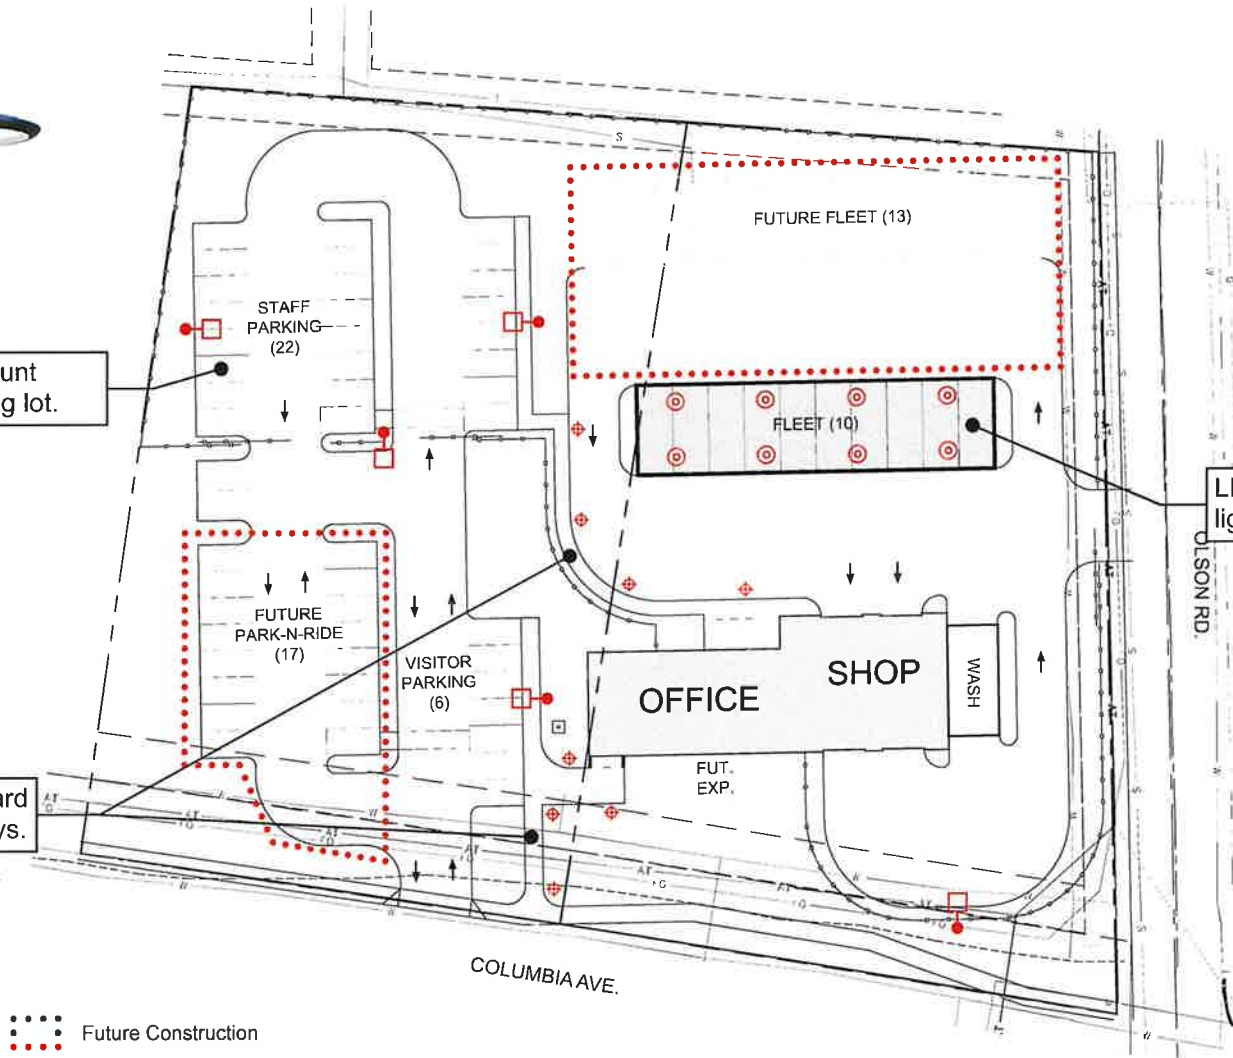 S
FUTURE FLEET (13)
STAFF
PARKING
(22)
unt
g lot.
FLEET (10)
LI
lig
OLSON RD.
FUTURE
PARK-N-RIDE
(17)
VISITOR
PARKING
(6)
OFFICE
SHOP
WASH
FUT.
EXP.
ard
ys.
COLUMBIA AVE.
Future Construction